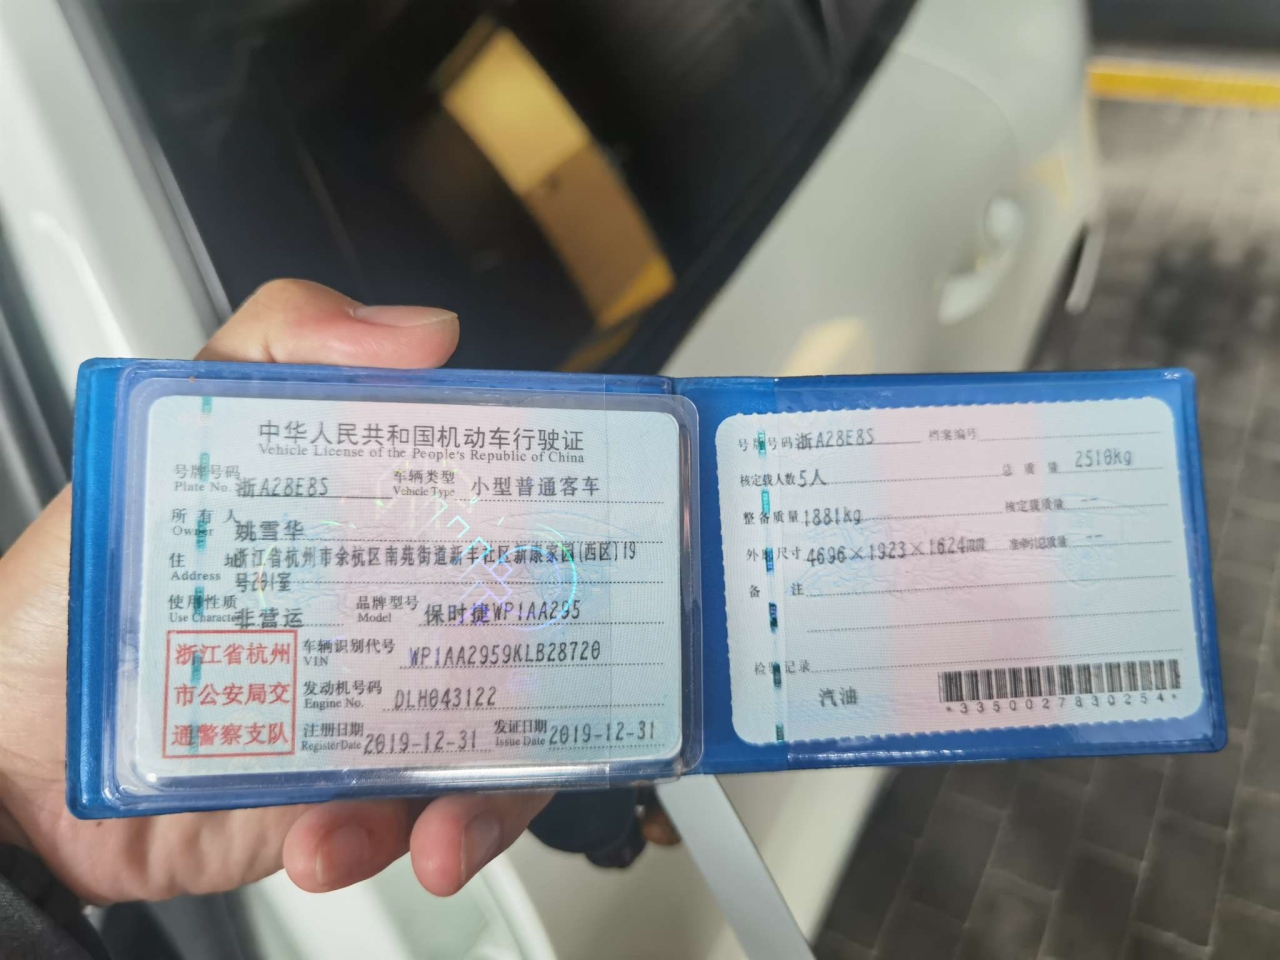 中华人民共和国机动车行驶证
Vehicle License of the People's Republic of China
号牌号码 浙A28E8S 车辆类型 小型普通客车
Plate No. Vehicle Type
所有人 姚雪华
Owner
住址 浙江省杭州市余杭区南苑街道新丰社区新康家园(西区)19
Address 号201室
使用性质 非营运 品牌型号 保时捷WP1AA295
Use Character Model
浙江省杭州
市公安局交
通警察支队
车辆识别代号 WP1AA2959KLB28720
VIN
发动机号码 DLH043122
Engine No.
注册日期 2019-12-31 发证日期 2019-12-31
Register Date Issue Date
号牌号码 浙A28E8S 档案编号
核定载人数 5人 总质量 2510kg
整备质量 1881kg 核定载质量 --
外廓尺寸 4696×1923×1624mm 准牵引总质量 --
备注
检验记录
汽油
*3350027830254*